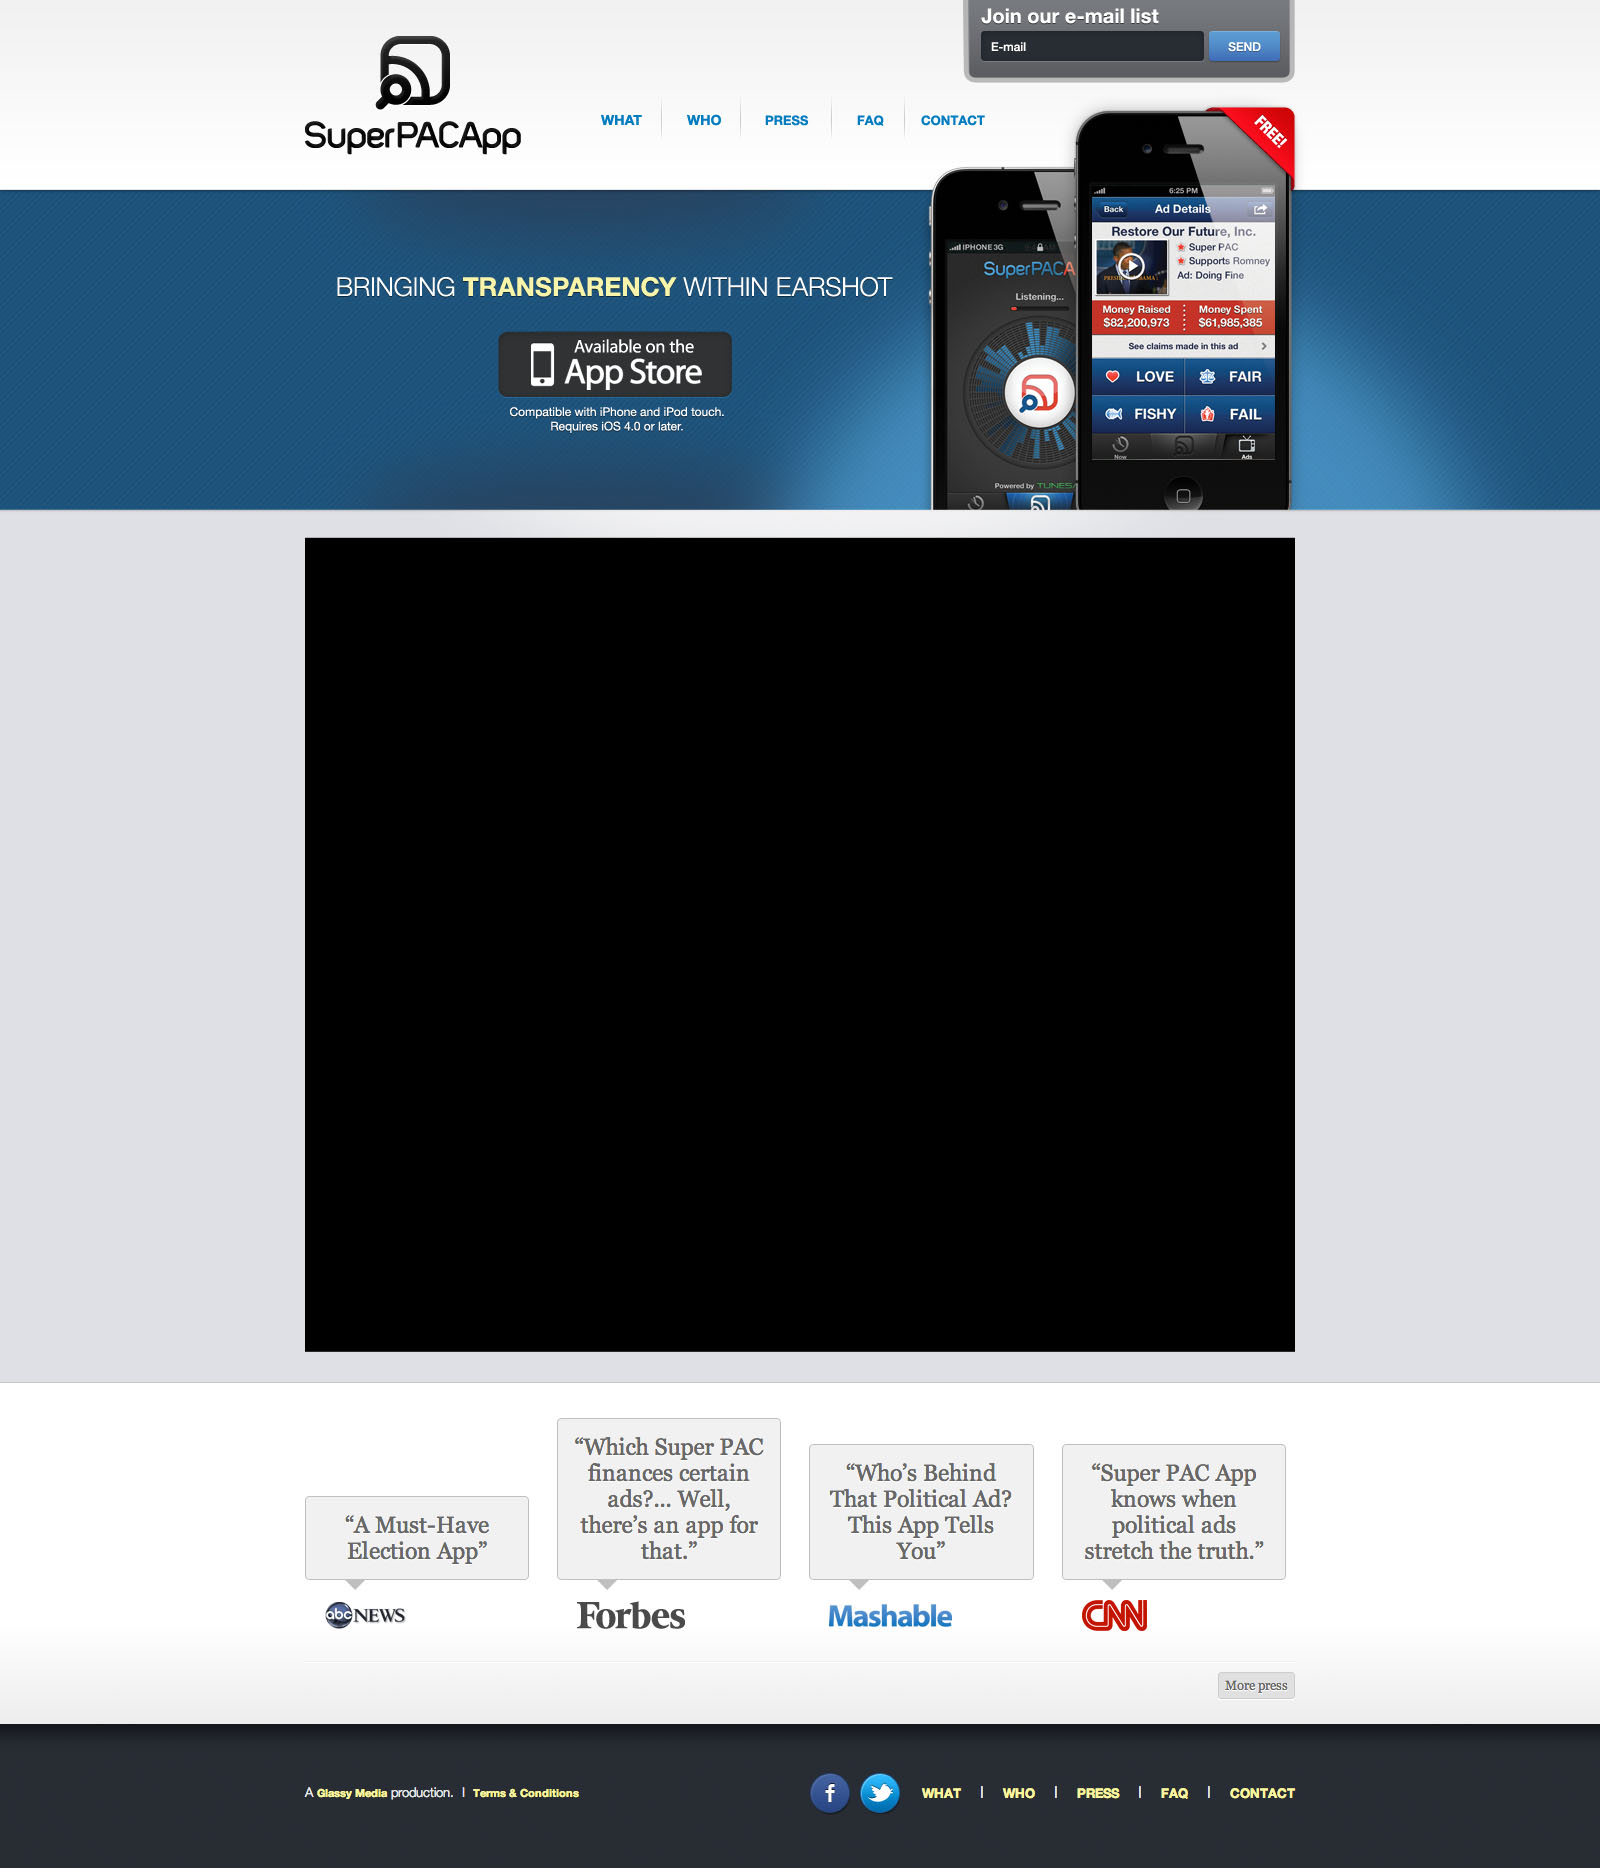 Join our e-mail list
E-mail
SEND
SuperPACApp
WHAT
WHO
PRESS
FAQ
CONTACT
FREE!
BRINGING TRANSPARENCY WITHIN EARSHOT
Available on the
App Store
Compatible with iPhone and iPod touch.
Requires iOS 4.0 or later.
IPHONE 3G
SuperPACA
Listening...
Powered by TUNESA
6:25 PM
Back
Ad Details
Restore Our Future, Inc.
Super PAC
Supports Romney
Ad: Doing Fine
Money Raised
$82,200,973
Money Spent
$61,985,385
See claims made in this ad
LOVE
FAIR
FISHY
FAIL
Now
Ads
“A Must-Have
Election App”
abc NEWS
“Which Super PAC
finances certain
ads?... Well,
there’s an app for
that.”
Forbes
“Who’s Behind
That Political Ad?
This App Tells
You”
Mashable
“Super PAC App
knows when
political ads
stretch the truth.”
CNN
More press
A Glassy Media production. | Terms & Conditions
WHAT | WHO | PRESS | FAQ | CONTACT